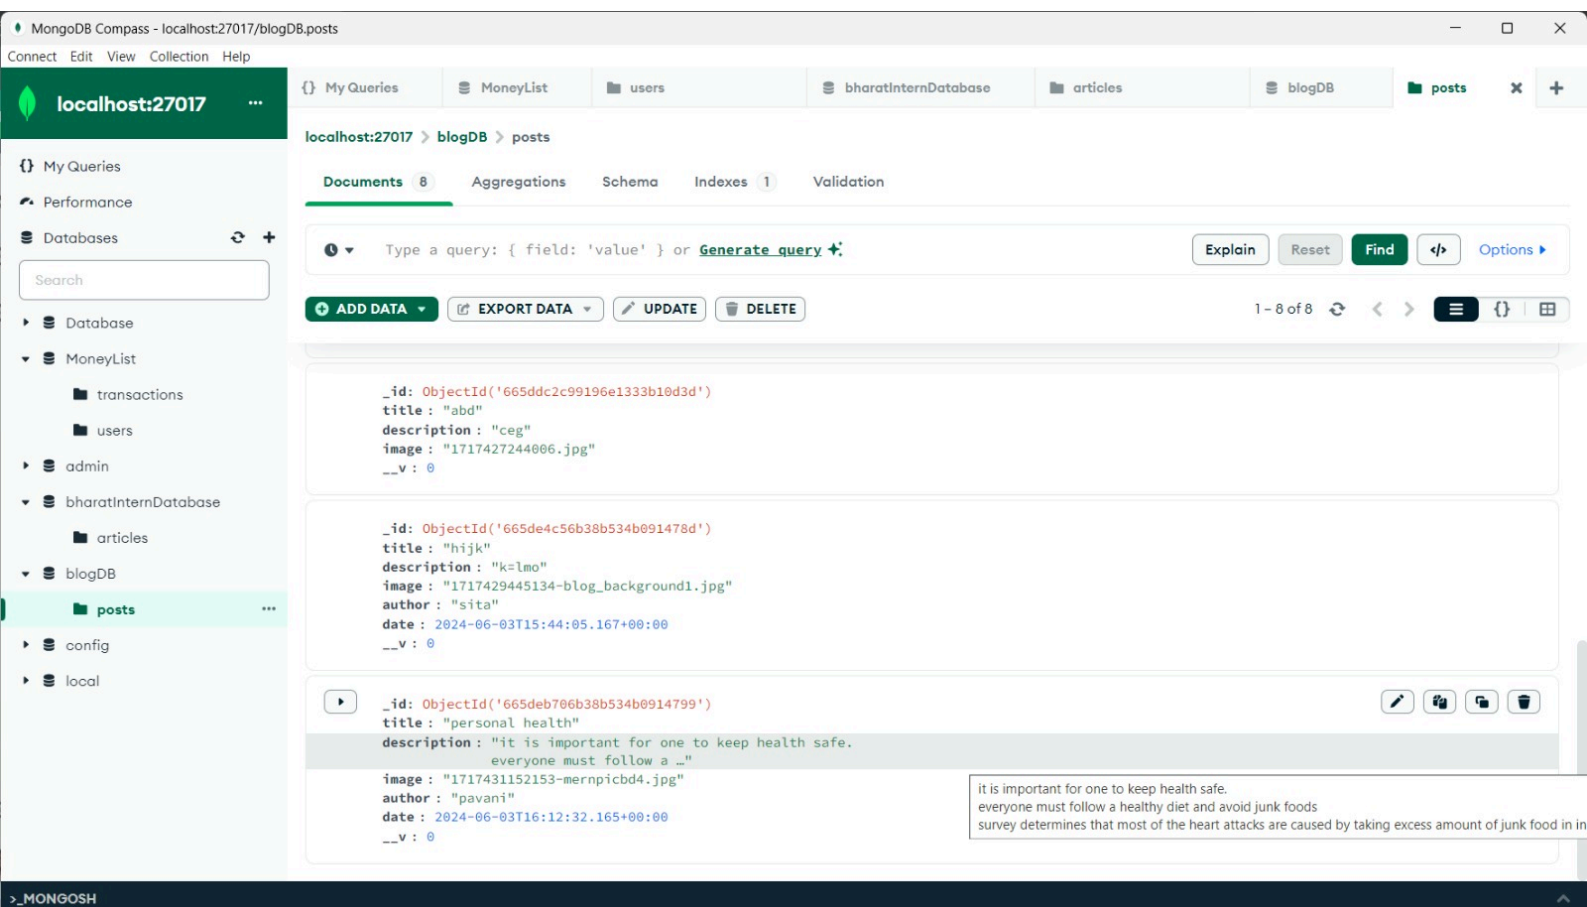 MongoDB Compass - localhost:27017/blogDB.posts
Connect Edit View Collection Help
localhost:27017 ...
{} My Queries
Performance
Databases
Search
Database
MoneyList
transactions
users
admin
bharatInternDatabase
articles
blogDB
posts ...
config
local
{} My Queries MoneyList users bharatInternDatabase articles blogDB posts
localhost:27017 > blogDB > posts
Documents 8 Aggregations Schema Indexes 1 Validation
Type a query: { field: 'value' } or Generate query
Explain Reset Find </> Options
ADD DATA EXPORT DATA UPDATE DELETE
1 – 8 of 8 {}
_id: ObjectId('665ddc2c99196e1333b10d3d')
title : "abd"
description : "ceg"
image : "1717427244006.jpg"
__v : 0
_id: ObjectId('665de4c56b38b534b091478d')
title : "hijk"
description : "k=lmo"
image : "1717429445134-blog_background1.jpg"
author : "sita"
date : 2024-06-03T15:44:05.167+00:00
__v : 0
_id: ObjectId('665deb706b38b534b0914799')
title : "personal health"
description : "it is important for one to keep health safe.
everyone must follow a …"
image : "1717431152153-mernpicbd4.jpg"
author : "pavani"
date : 2024-06-03T16:12:32.165+00:00
__v : 0
it is important for one to keep health safe.
everyone must follow a healthy diet and avoid junk foods
survey determines that most of the heart attacks are caused by taking excess amount of junk food in in
>_MONGOSH